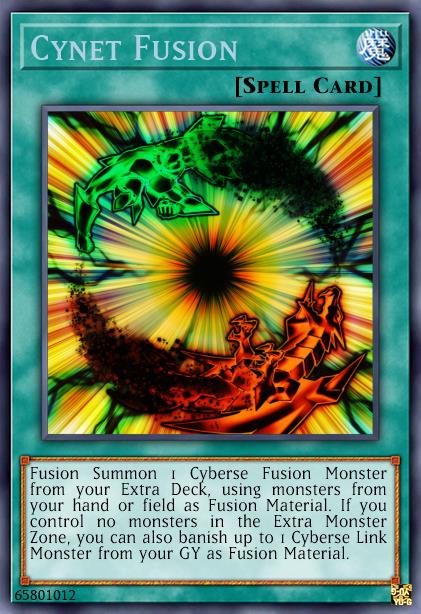 Cynet Fusion
魔
[Spell Card]
Fusion Summon 1 Cyberse Fusion Monster
from your Extra Deck, using monsters from
your hand or field as Fusion Material. If you
control no monsters in the Extra Monster
Zone, you can also banish up to 1 Cyberse Link
Monster from your GY as Fusion Material.
65801012